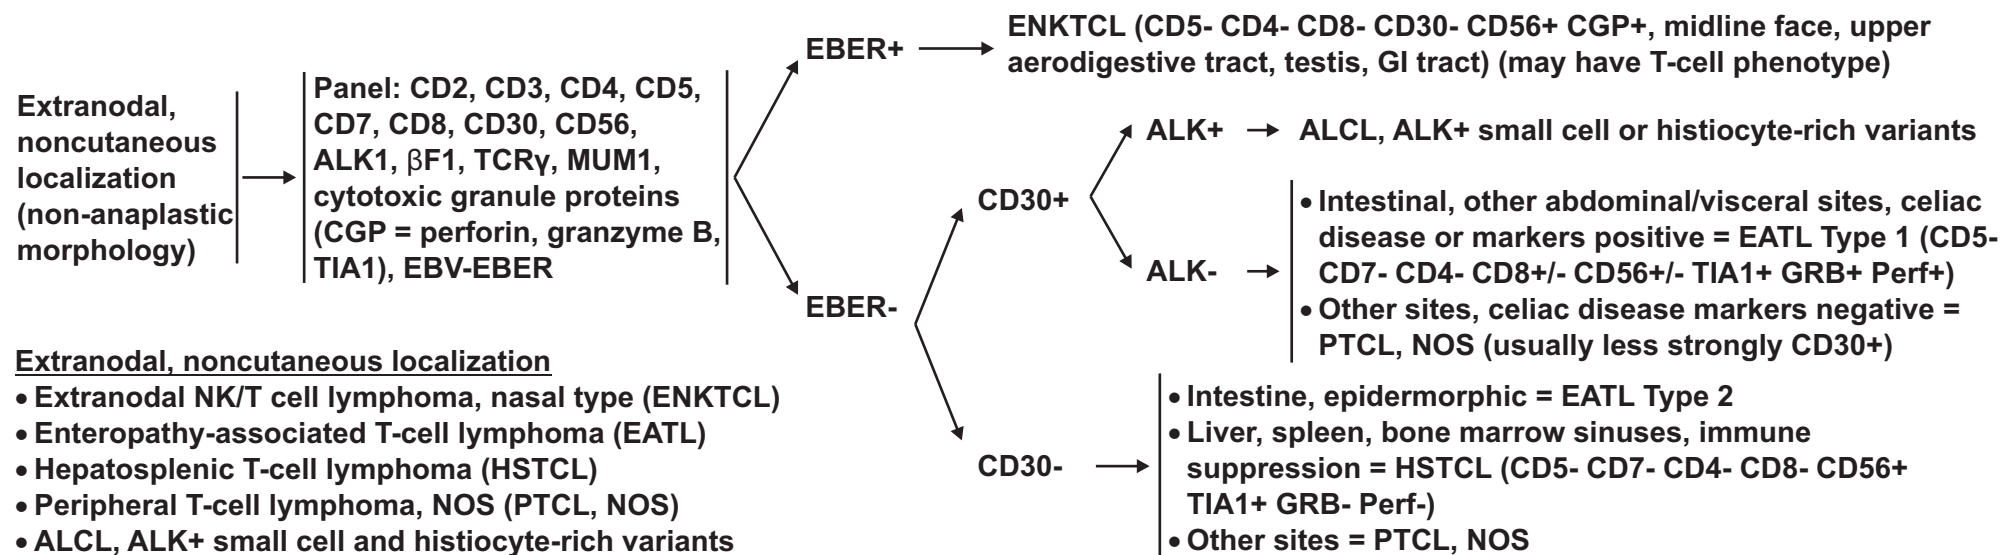 Extranodal,
noncutaneous
localization
(non-anaplastic
morphology)
Panel: CD2, CD3, CD4, CD5,
CD7, CD8, CD30, CD56,
ALK1, βF1, TCRγ, MUM1,
cytotoxic granule proteins
(CGP = perforin, granzyme B,
TIA1), EBV-EBER
EBER+
ENKTCL (CD5- CD4- CD8- CD30- CD56+ CGP+, midline face, upper
aerodigestive tract, testis, GI tract) (may have T-cell phenotype)
EBER-
CD30+
ALK+
ALCL, ALK+ small cell or histiocyte-rich variants
ALK-
• Intestinal, other abdominal/visceral sites, celiac
disease or markers positive = EATL Type 1 (CD5-
CD7- CD4- CD8+/- CD56+/- TIA1+ GRB+ Perf+)
• Other sites, celiac disease markers negative =
PTCL, NOS (usually less strongly CD30+)
CD30-
• Intestine, epidermorphic = EATL Type 2
• Liver, spleen, bone marrow sinuses, immune
suppression = HSTCL (CD5- CD7- CD4- CD8- CD56+
TIA1+ GRB- Perf-)
• Other sites = PTCL, NOS
Extranodal, noncutaneous localization
• Extranodal NK/T cell lymphoma, nasal type (ENKTCL)
• Enteropathy-associated T-cell lymphoma (EATL)
• Hepatosplenic T-cell lymphoma (HSTCL)
• Peripheral T-cell lymphoma, NOS (PTCL, NOS)
• ALCL, ALK+ small cell and histiocyte-rich variants